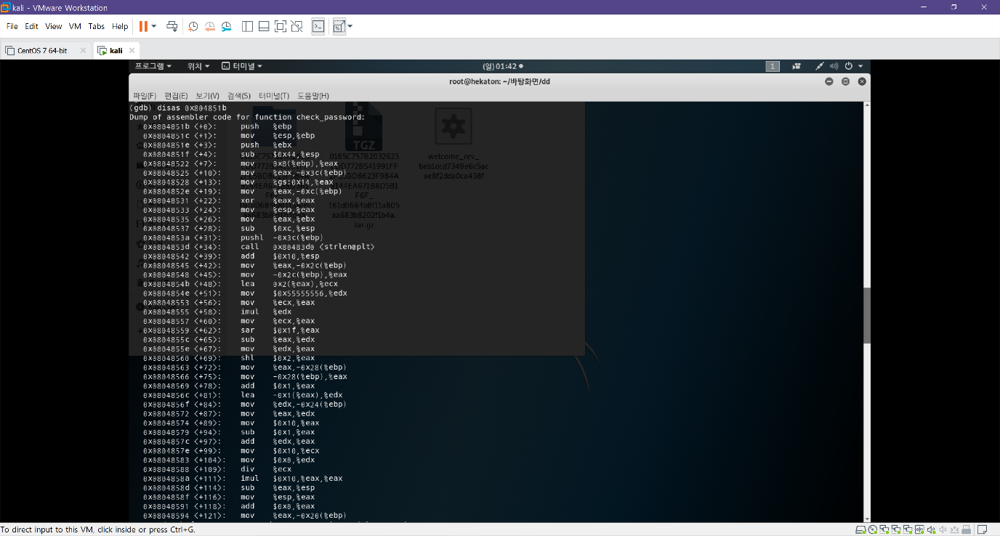 kali - VMware Workstation
File Edit View VM Tabs Help
CentOS 7 64-bit kali
프로그램 위치 터미널 (일) 01:42 1
root@hekaton: ~/바탕화면/dd
파일(F) 편집(E) 보기(V) 검색(S) 터미널(T) 도움말(H)
(gdb) disas 0x804851b
Dump of assembler code for function check_password:
0x0804851b <+0>: push %ebp
0x0804851c <+1>: mov %esp,%ebp
0x0804851e <+3>: push %ebx
0x0804851f <+4>: sub $0x44,%esp
0x08048522 <+7>: mov 0x8(%ebp),%eax
0x08048525 <+10>: mov %eax,-0x3c(%ebp)
0x08048528 <+13>: mov %gs:0x14,%eax
0x0804852e <+19>: mov %eax,-0xc(%ebp)
0x08048531 <+22>: xor %eax,%eax
0x08048533 <+24>: mov %esp,%eax
0x08048535 <+26>: mov %eax,%ebx
0x08048537 <+28>: sub $0xc,%esp
0x0804853a <+31>: pushl -0x3c(%ebp)
0x0804853d <+34>: call 0x80483d0 <strlen@plt>
0x08048542 <+39>: add $0x10,%esp
0x08048545 <+42>: mov %eax,-0x2c(%ebp)
0x08048548 <+45>: mov -0x2c(%ebp),%eax
0x0804854b <+48>: lea 0x2(%eax),%ecx
0x0804854e <+51>: mov $0x55555556,%edx
0x08048553 <+56>: mov %ecx,%eax
0x08048555 <+58>: imul %edx
0x08048557 <+60>: mov %ecx,%eax
0x08048559 <+62>: sar $0x1f,%eax
0x0804855c <+65>: sub %eax,%edx
0x0804855e <+67>: mov %edx,%eax
0x08048560 <+69>: shl $0x2,%eax
0x08048563 <+72>: mov %eax,-0x28(%ebp)
0x08048566 <+75>: mov -0x28(%ebp),%eax
0x08048569 <+78>: add $0x1,%eax
0x0804856c <+81>: lea -0x1(%eax),%edx
0x0804856f <+84>: mov %edx,-0x24(%ebp)
0x08048572 <+87>: mov %eax,%edx
0x08048574 <+89>: mov $0x10,%eax
0x08048579 <+94>: sub $0x1,%eax
0x0804857c <+97>: add %edx,%eax
0x0804857e <+99>: mov $0x10,%ecx
0x08048583 <+104>: mov $0x0,%edx
0x08048588 <+109>: div %ecx
0x0804858a <+111>: imul $0x10,%eax,%eax
0x0804858d <+114>: sub %eax,%esp
0x0804858f <+116>: mov %esp,%eax
0x08048591 <+118>: add $0x0,%eax
0x08048594 <+121>: mov %eax,-0x20(%ebp)
TGZ
0185C757B2032623
F6F_
161d0684b8f11a805
aa683b8202f1b4a.
tar.gz
welcome_rev_
beb1dcd7349e6c5ac
ae8f2dda0ca438f
To direct input to this VM, click inside or press Ctrl+G.